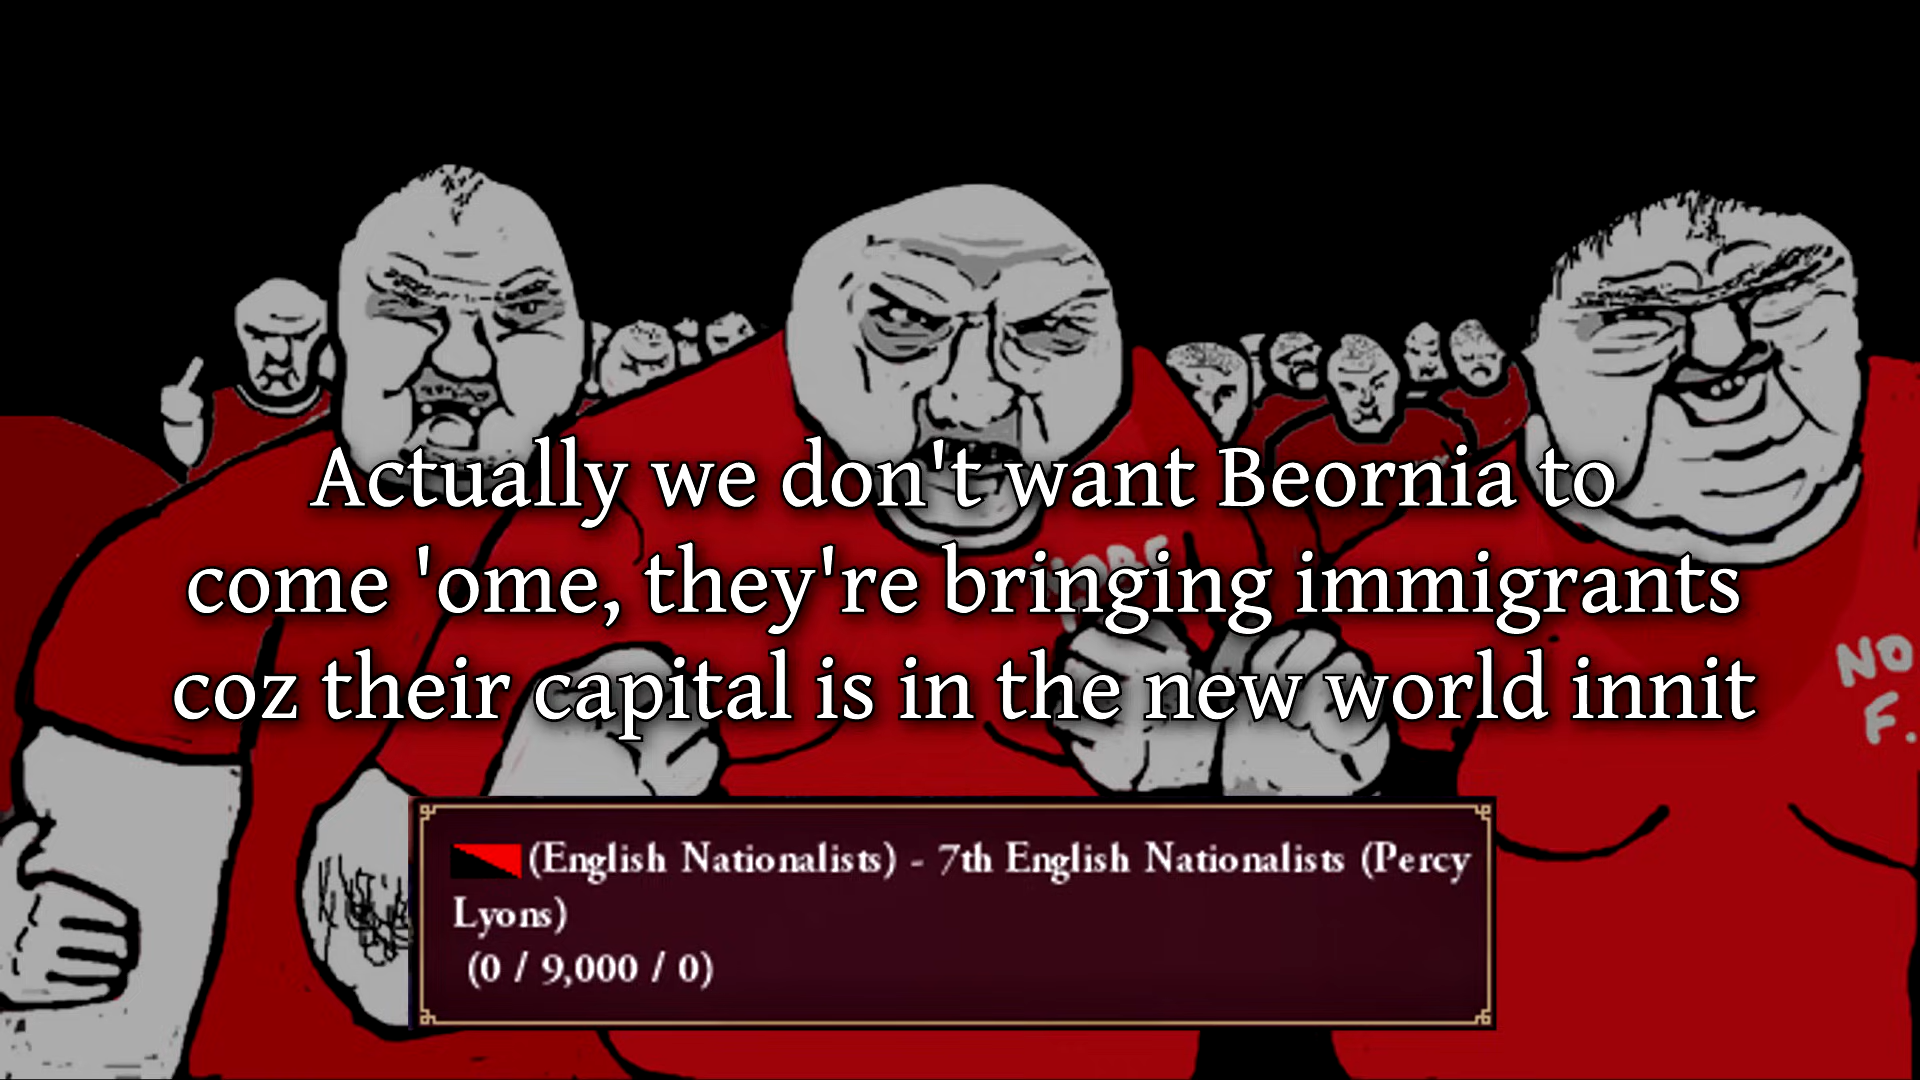 Actually we don't want Beornia to
come 'ome, they're bringing immigrants
coz their capital is in the new world innit
NO
F.
(English Nationalists) - 7th English Nationalists (Percy
Lyons)
(0 / 9,000 / 0)